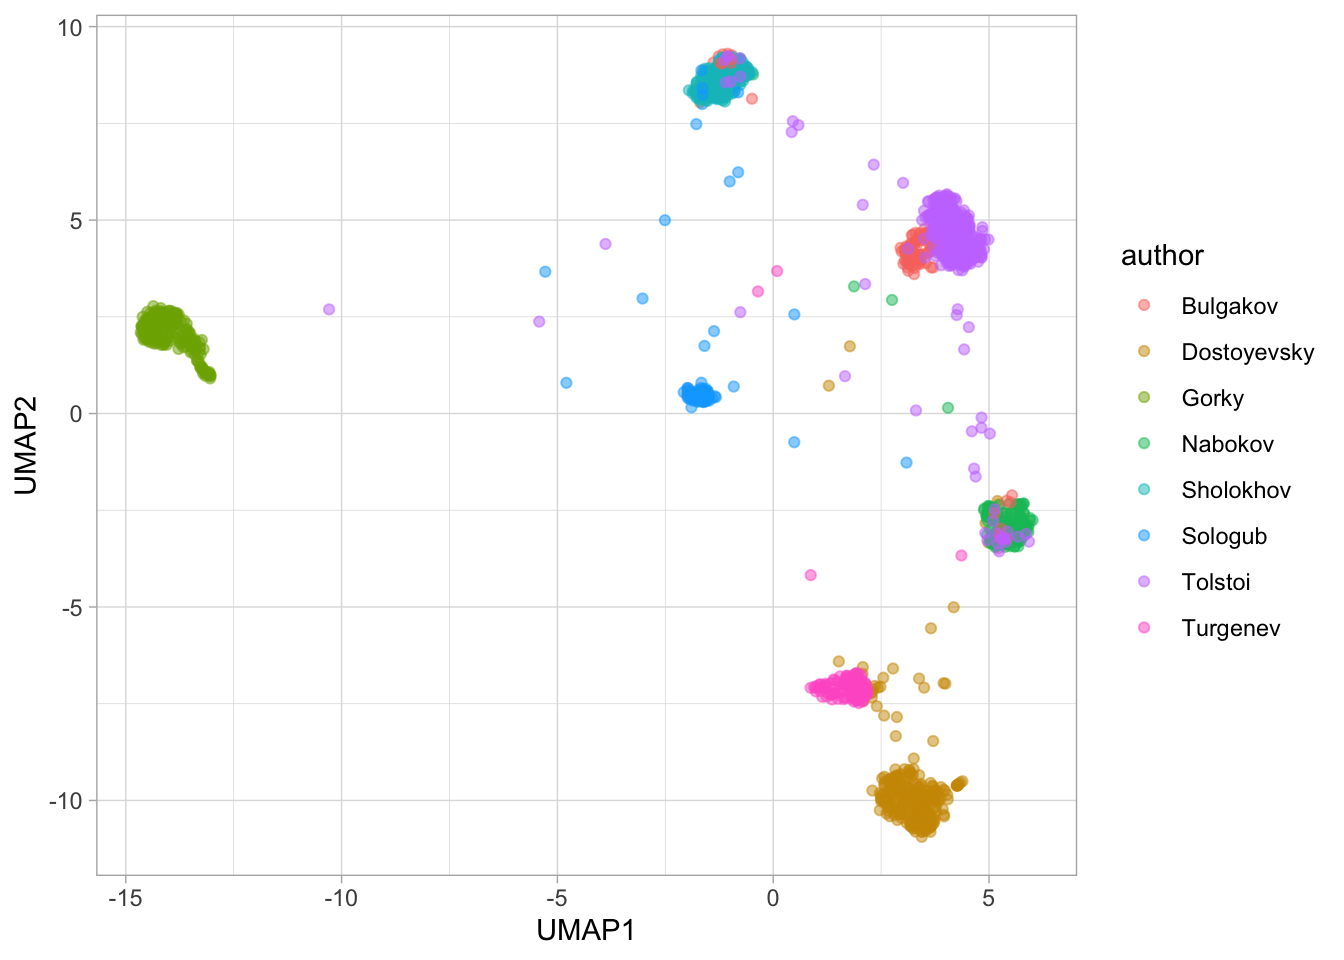 10
5
0
-5
-10
UMAP2
-15
-10
-5
0
5
UMAP1
author
Bulgakov
Dostoyevsky
Gorky
Nabokov
Sholokhov
Sologub
Tolstoi
Turgenev